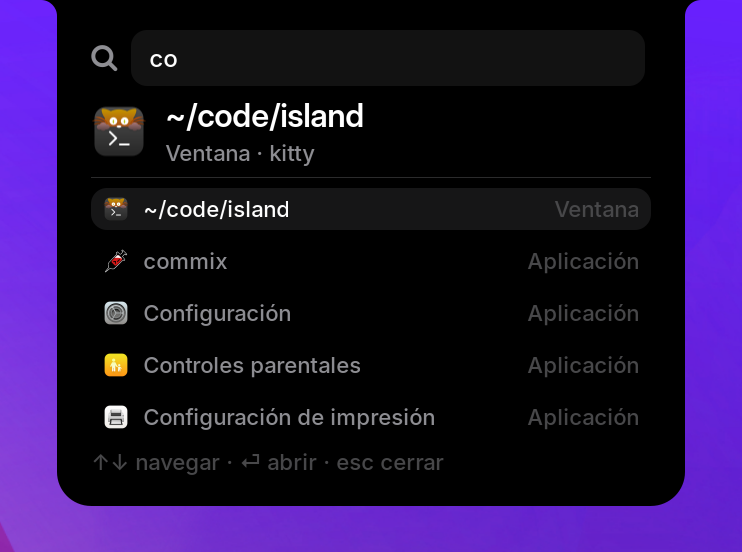 co
~/code/island
Ventana · kitty
~/code/island Ventana
commix Aplicación
Configuración Aplicación
Controles parentales Aplicación
Configuración de impresión Aplicación
↑↓ navegar · ↵ abrir · esc cerrar